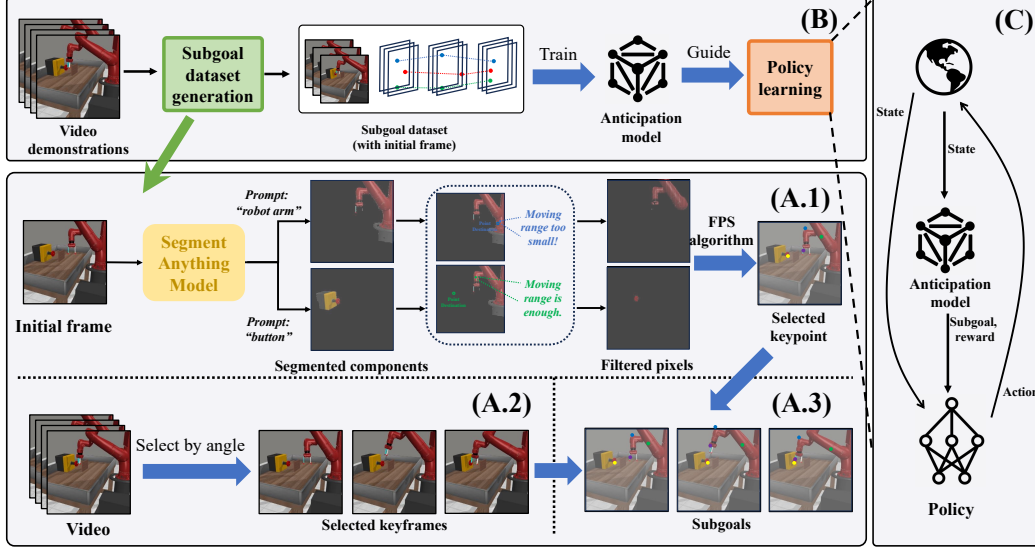 (B)
Video
demonstrations
Subgoal
dataset
generation
Subgoal dataset
(with initial frame)
Train
Anticipation
model
Guide
Policy
learning
(C)
State
State
Anticipation
model
Subgoal,
reward
Action
Policy
(A.1)
Initial frame
Segment
Anything
Model
Prompt:
"robot arm"
Prompt:
"button"
Segmented components
Moving
range too
small!
Moving
range is
enough.
Filtered pixels
FPS
algorithm
Selected
keypoint
(A.2)
Video
Select by angle
Selected keyframes
(A.3)
Subgoals